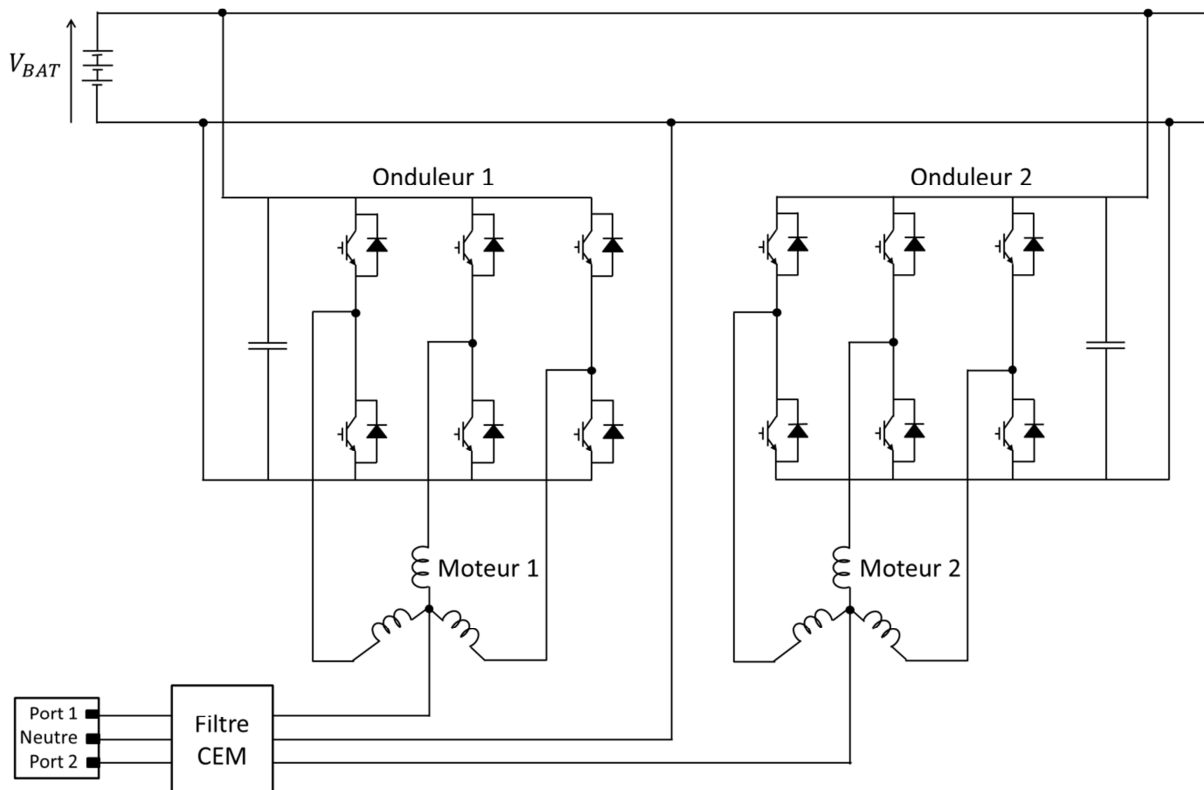 V_BAT
Onduleur 1
Onduleur 2
Moteur 1
Moteur 2
Port 1
Neutre
Port 2
Filtre
CEM